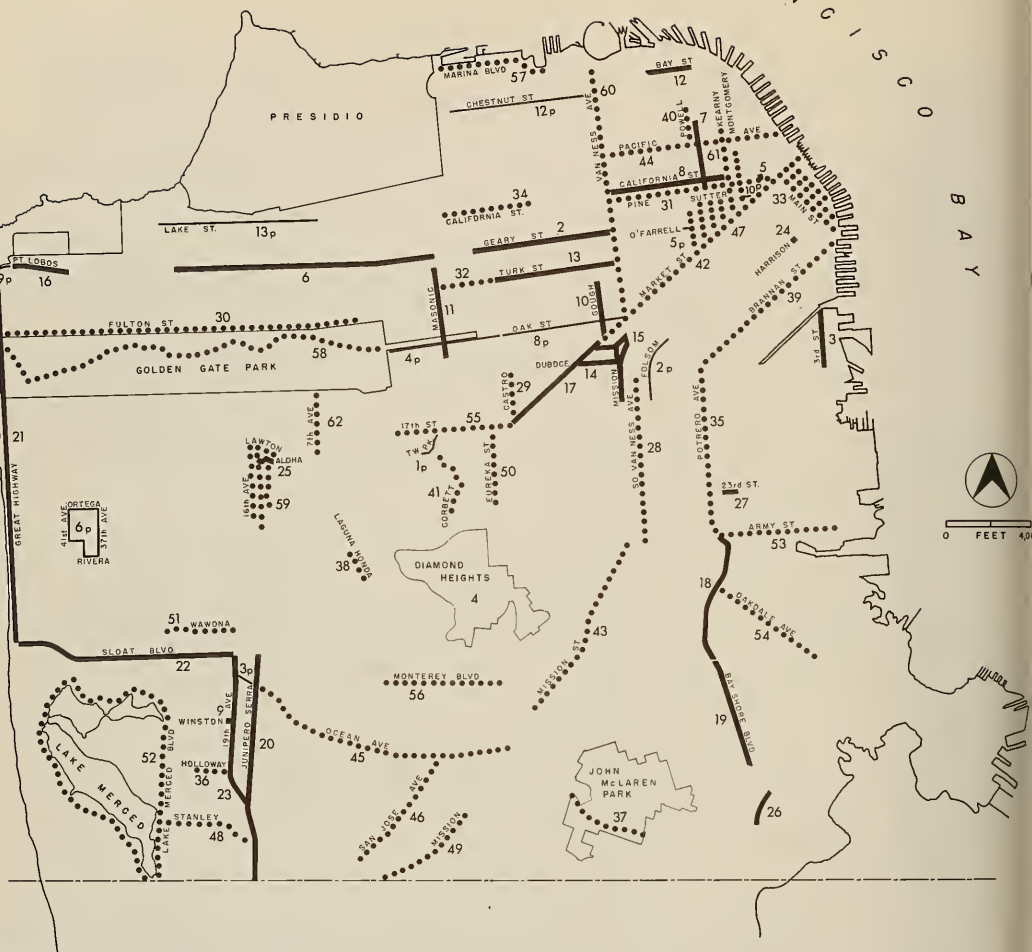 G I S C O
B A Y
PRESIDIO
MARINA BLVD
57
CHESTNUT ST
12p
VAN NESS AVE
60
BAY ST
12
40
POWELL
7
KEARNY
MONTGOMERY
PACIFIC AVE
44
61
CALIFORNIA ST
8
5
PINE
31
SUTTER
10p
33
MAIN ST
34
CALIFORNIA ST.
O'FARRELL
5p
47
24
HARRISON
LAKE ST.
13p
GEARY ST
2
MARKET ST
42
PT LOBOS
9p
16
6
32
TURK ST
13
BRANNAN ST
39
MASONIC
11
10
GOUGH
3rd ST
3
FULTON ST
30
OAK ST
8p
15
58
GOLDEN GATE PARK
4p
DUBOCE
14
17
MISSION
FOLSOM
2p
CASTRO
29
21
GREAT HIGHWAY
7th AVE
62
17th ST
55
SO VAN NESS AVE
28
POTRERO AVE
35
LAWTON
ALOHA
25
16th AVE
59
TW PK
1p
41
CORBETT
EUREKA ST
50
23rd ST.
27
ORTEGA
41st AVE
6p
37th AVE
RIVERA
LAGUNA HONDA
38
ARMY ST
53
0 FEET 4,00
DIAMOND
HEIGHTS
4
18
OAKDALE AVE
54
51
WAWONA
43
MISSION ST
SLOAT BLVD
22
3p
MONTEREY BLVD
56
9
WINSTON
19th AVE
JUNIPERO SERRA
20
BAY SHORE BLVD
19
OCEAN AVE
45
52
LAKE MERCED BLVD
LAKE MERCED
HOLLOWAY
36
23
JOHN
McLAREN
PARK
37
26
STANLEY
48
SAN JOSE AVE
46
MISSION
49